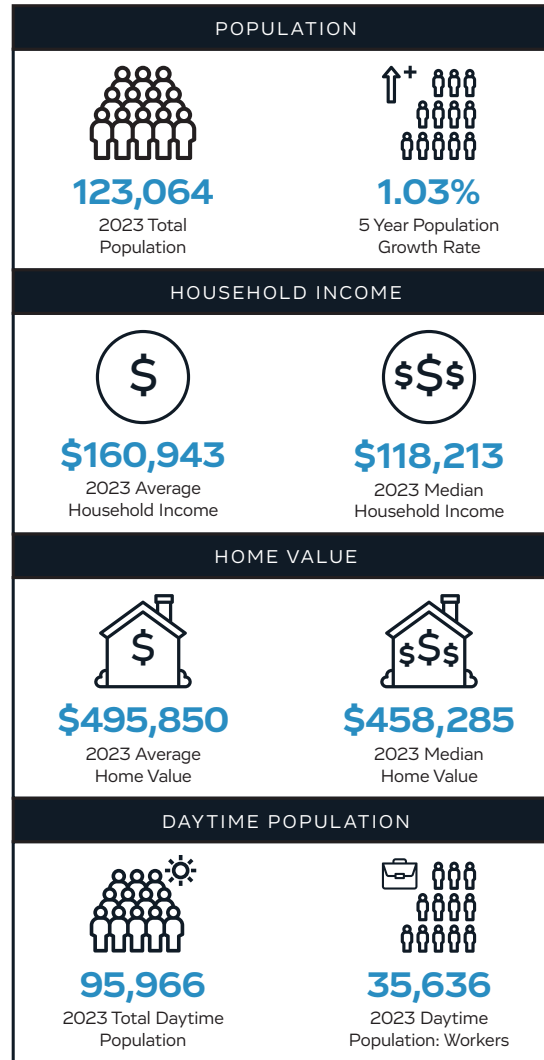 POPULATION
123,064
2023 Total
Population
1.03%
5 Year Population
Growth Rate
HOUSEHOLD INCOME
$
$160,943
2023 Average
Household Income
$$$
$118,213
2023 Median
Household Income
HOME VALUE
$
$495,850
2023 Average
Home Value
$$$
$458,285
2023 Median
Home Value
DAYTIME POPULATION
95,966
2023 Total Daytime
Population
35,636
2023 Daytime
Population: Workers